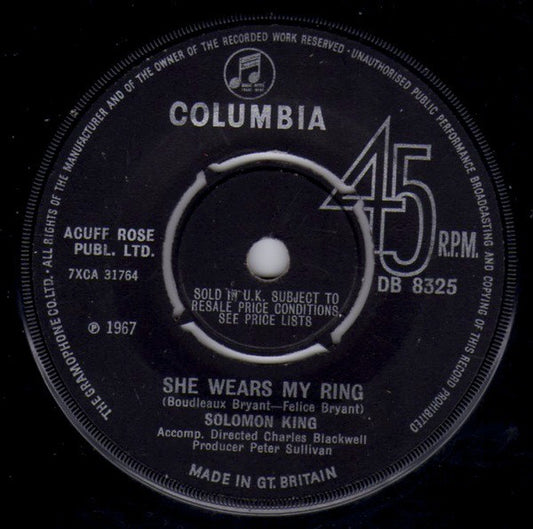 THE GRAMOPHONE CO.LTD. · ALL RIGHTS OF THE MANUFACTURER AND OF THE OWNER OF THE RECORDED WORK RESERVED · UNAUTHORISED PUBLIC PERFORMANCE BROADCASTING AND COPYING OF THIS RECORD PROHIBITED
COLUMBIA
45
R.P.M.
ACUFF ROSE
PUBL. LTD.
7XCA 31764
DB 8325
℗ 1967
SOLD IN U.K. SUBJECT TO
RESALE PRICE CONDITIONS,
SEE PRICE LISTS
SHE WEARS MY RING
(Boudleaux Bryant—Felice Bryant)
SOLOMON KING
Accomp. Directed Charles Blackwell
Producer Peter Sullivan
MADE IN GT. BRITAIN